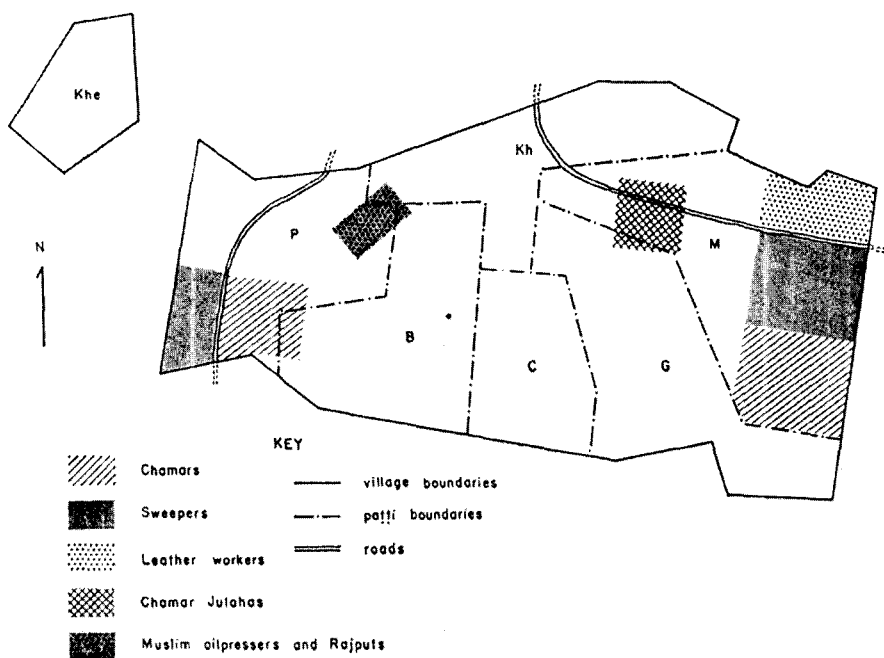 Khe
Kh
P
N
M
B
C
G
KEY
Chamars
village boundaries
Sweepers
patti boundaries
Leather workers
roads
Chamar Julahas
Muslim oilpressers and Rajputs